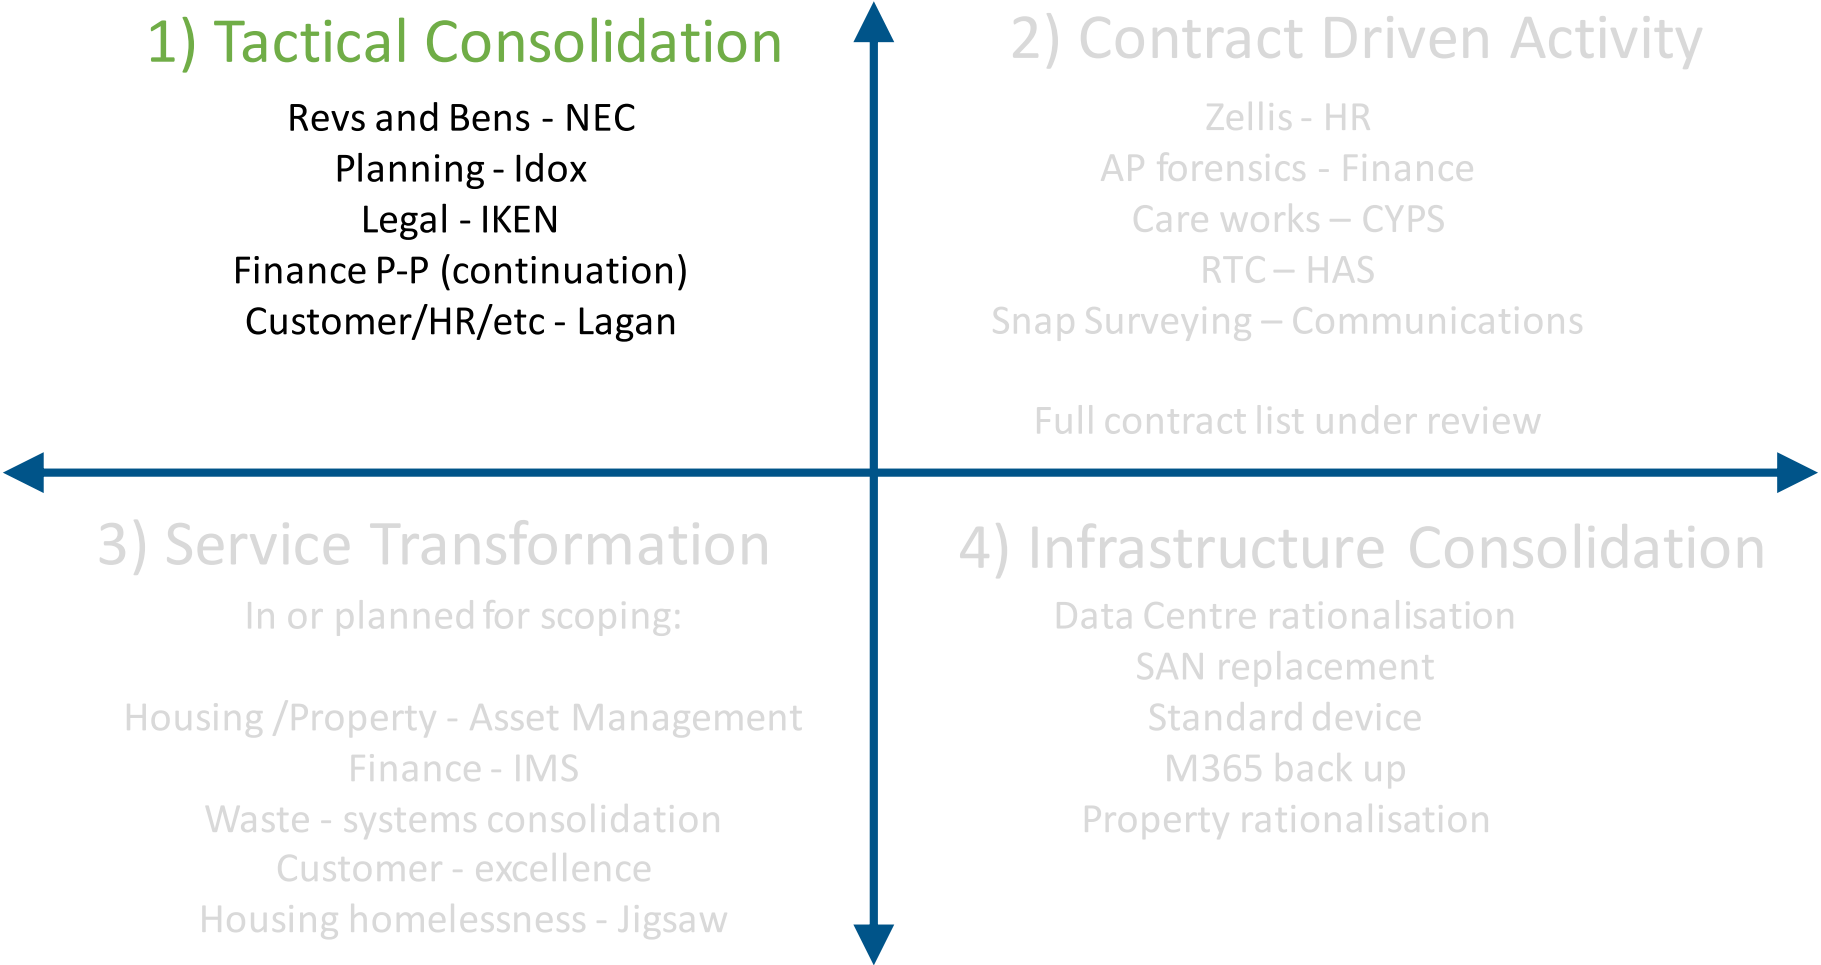 1) Tactical Consolidation
Revs and Bens - NEC
Planning - Idox
Legal - IKEN
Finance P-P (continuation)
Customer/HR/etc - Lagan
2) Contract Driven Activity
Zellis - HR
AP forensics - Finance
Care works – CYPS
RTC – HAS
Snap Surveying – Communications
Full contract list under review
3) Service Transformation
In or planned for scoping:
Housing /Property - Asset Management
Finance - IMS
Waste - systems consolidation
Customer - excellence
Housing homelessness - Jigsaw
4) Infrastructure Consolidation
Data Centre rationalisation
SAN replacement
Standard device
M365 back up
Property rationalisation